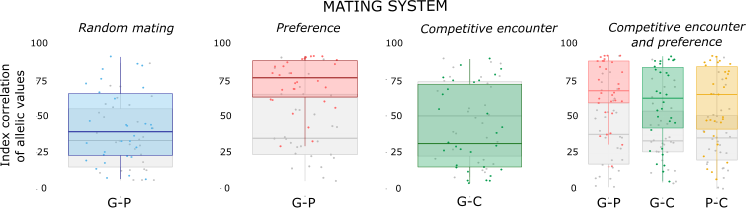 MATING SYSTEM
Random mating
Preference
Competitive encounter
Competitive encounter
and preference
Index correlation
of allelic values
100
75
50
25
0
G-P
100
75
50
25
0
G-P
100
75
50
25
0
G-C
100
75
50
25
0
G-P
G-C
P-C